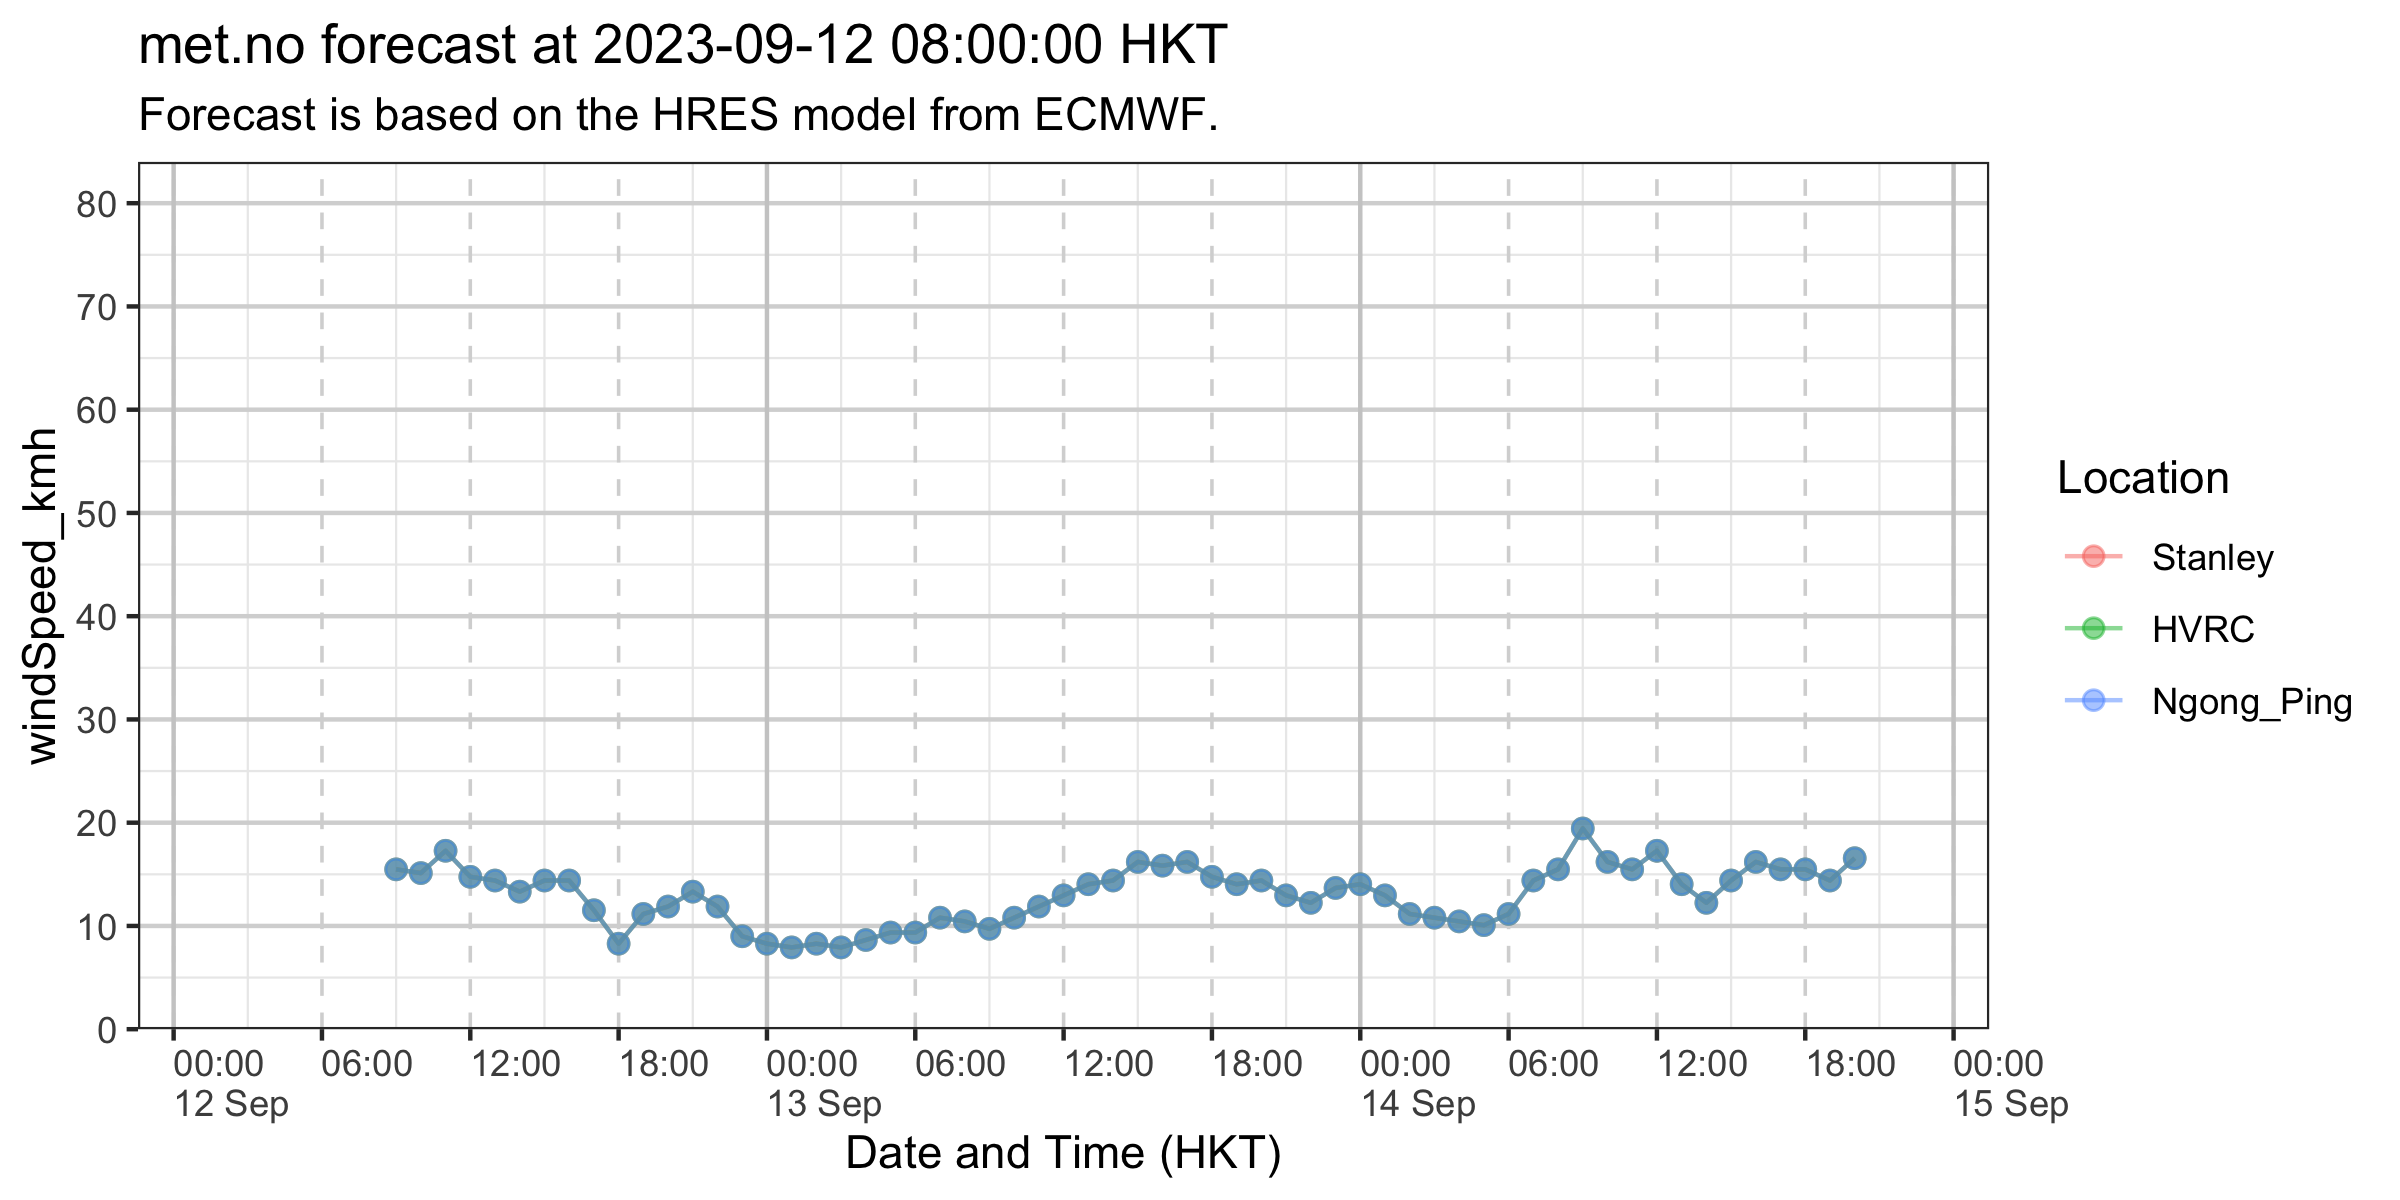 met.no forecast at 2023-09-12 08:00:00 HKT
Forecast is based on the HRES model from ECMWF.
windSpeed_kmh
80
70
60
50
40
30
20
10
0
00:00 06:00 12:00 18:00 00:00 06:00 12:00 18:00 00:00 06:00 12:00 18:00 00:00
12 Sep 13 Sep 14 Sep 15 Sep
Date and Time (HKT)
Location
Stanley
HVRC
Ngong_Ping